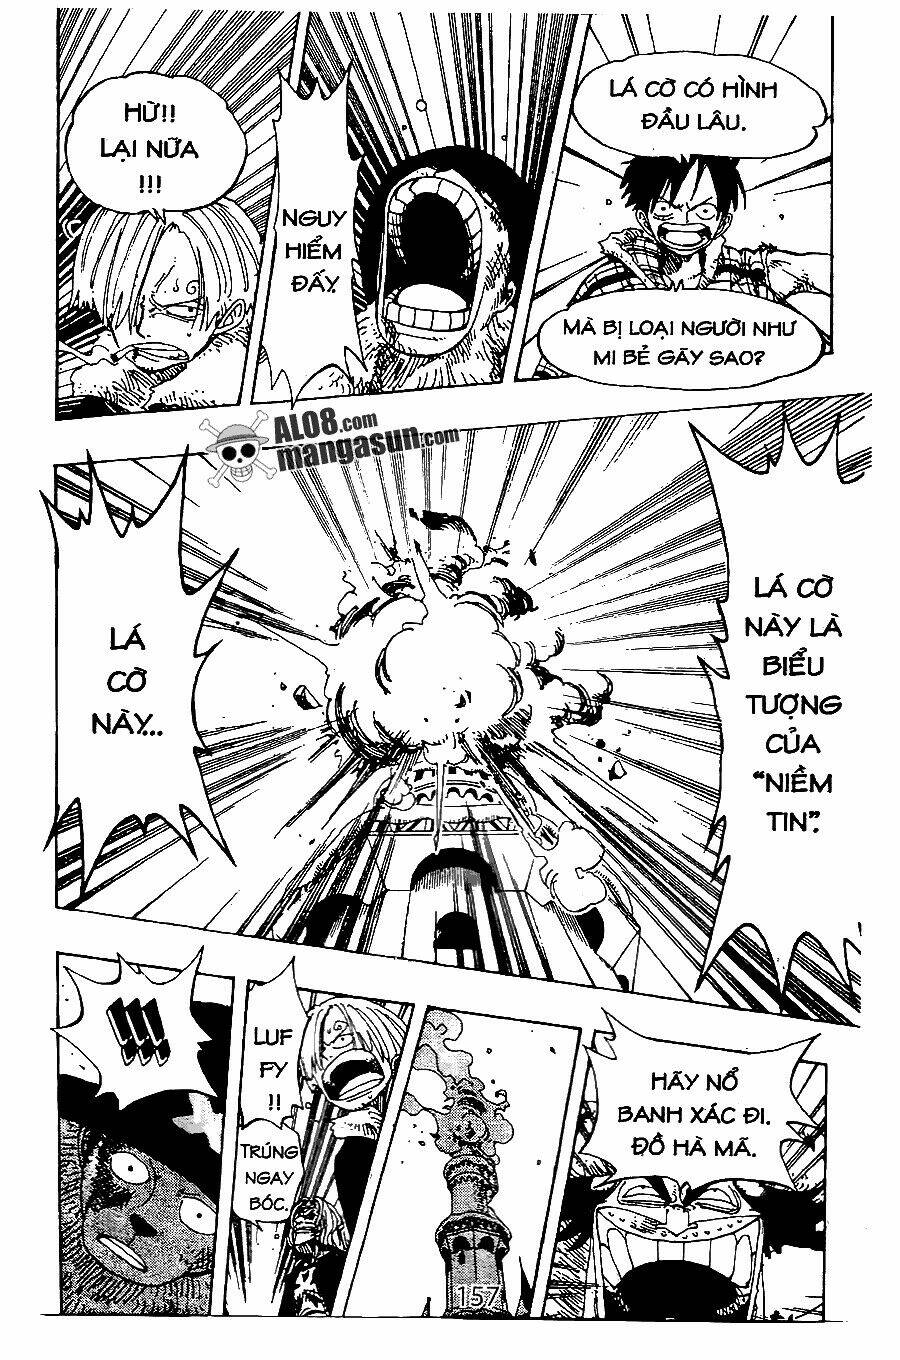 HỪ!!
LẠI NỮA
!!!
NGUY
HIỂM
ĐẤY.
LÁ CỜ CÓ HÌNH
ĐẦU LÂU.
MÀ BỊ LOẠI NGƯỜI NHƯ
MI BẺ GÃY SAO?
AL08.com
mangasun.com
LÁ
CỜ
NÀY...
LÁ CỜ
NÀY LÀ
BIỂU
TƯỢNG
CỦA
"NIỀM
TIN".
!!!
LUF
FY
!!
TRÚNG
NGAY
BÓC.
HÃY NỔ
BANH XÁC ĐI.
ĐỒ HÀ MÃ.
157